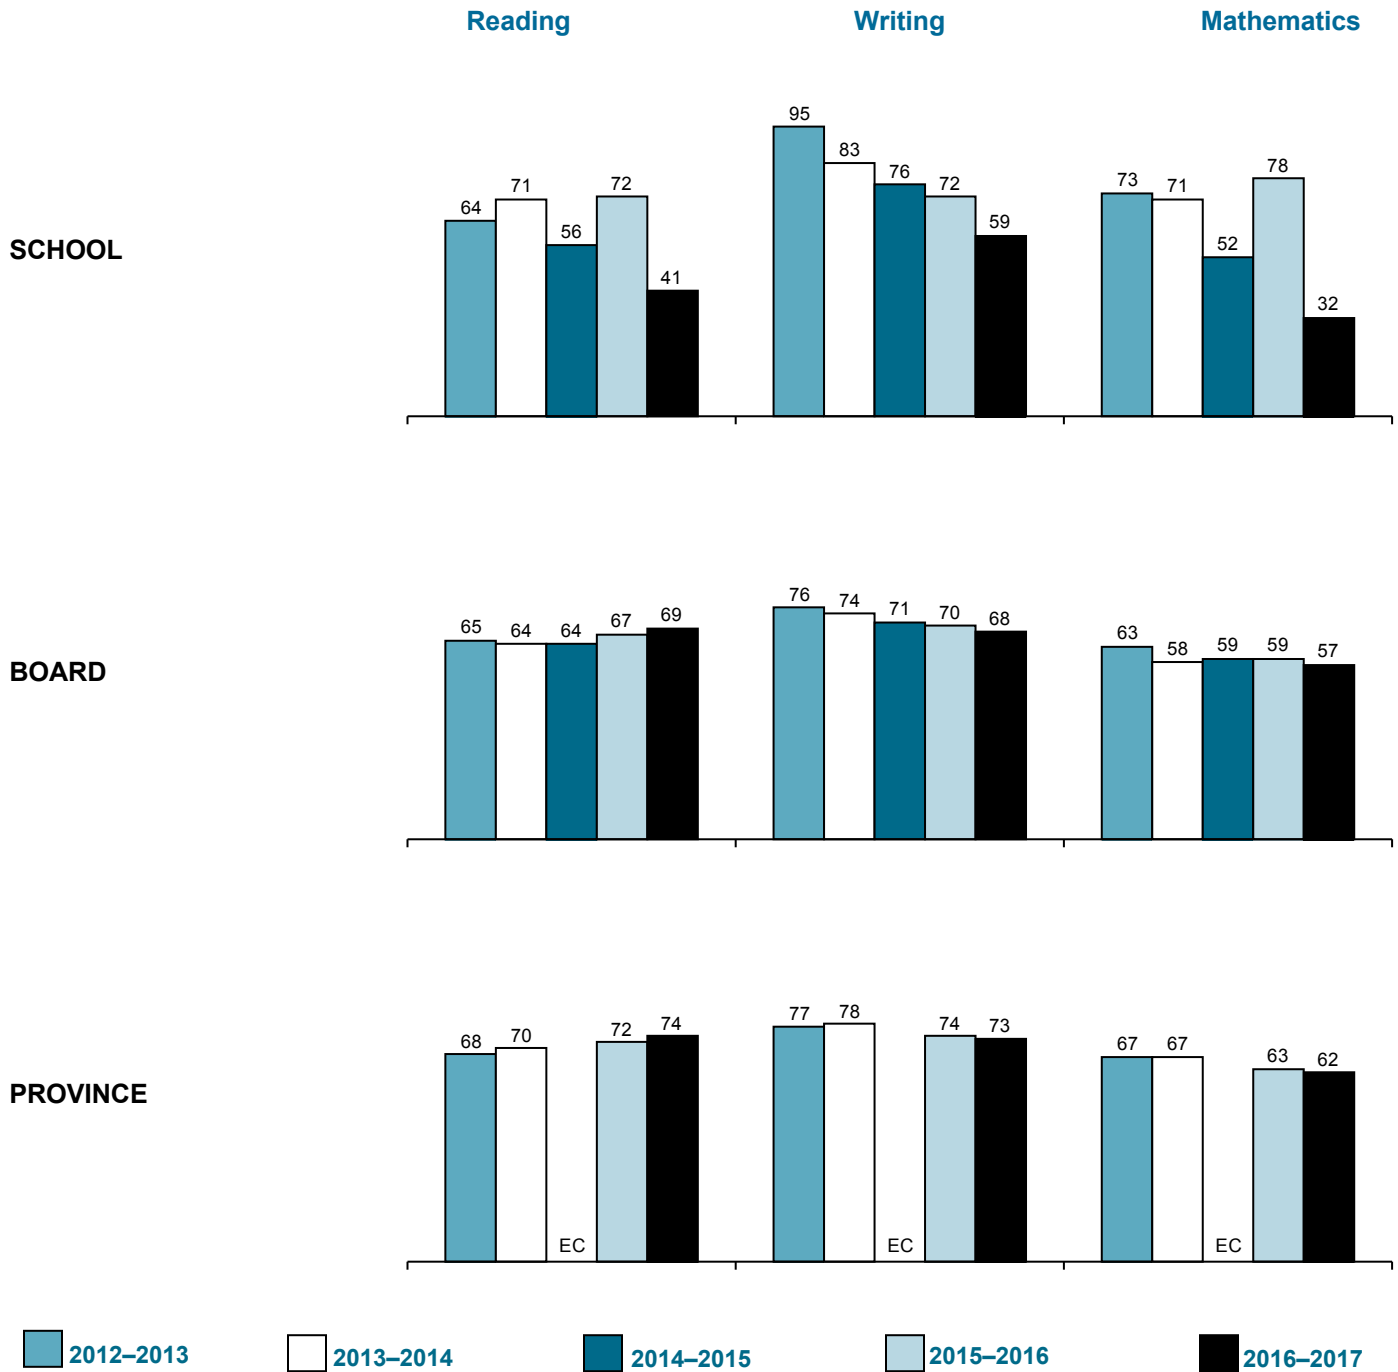 Reading Writing Mathematics
SCHOOL
64 71 56 72 41 95 83 76 72 59 73 71 52 78 32
BOARD
65 64 64 67 69 76 74 71 70 68 63 58 59 59 57
PROVINCE
68 70 EC 72 74 77 78 EC 74 73 67 67 EC 63 62
2012–2013 2013–2014 2014–2015 2015–2016 2016–2017